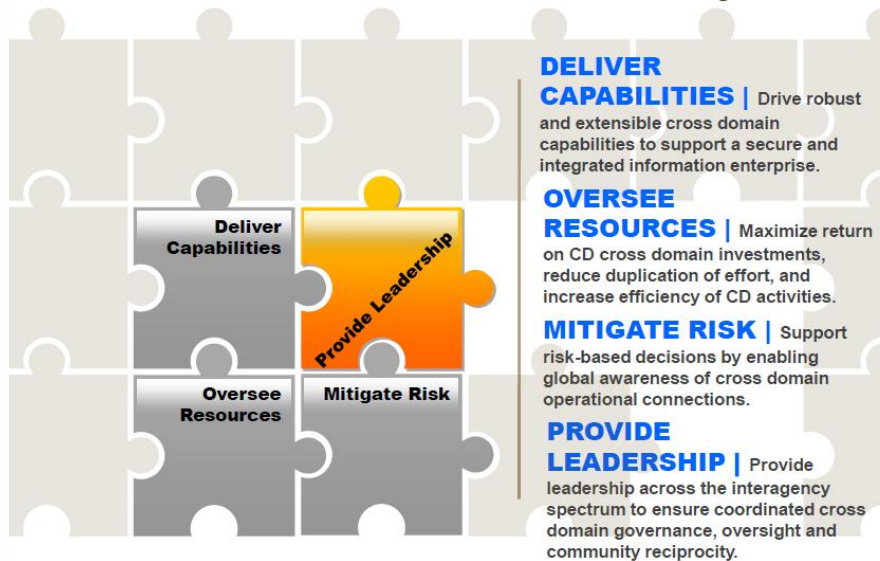 Deliver
Capabilities
Provide Leadership
Oversee
Resources
Mitigate Risk
DELIVER
CAPABILITIES | Drive robust
and extensible cross domain
capabilities to support a secure and
integrated information enterprise.
OVERSEE
RESOURCES | Maximize return
on CD cross domain investments,
reduce duplication of effort, and
increase efficiency of CD activities.
MITIGATE RISK | Support
risk-based decisions by enabling
global awareness of cross domain
operational connections.
PROVIDE
LEADERSHIP | Provide
leadership across the interagency
spectrum to ensure coordinated cross
domain governance, oversight and
community reciprocity.